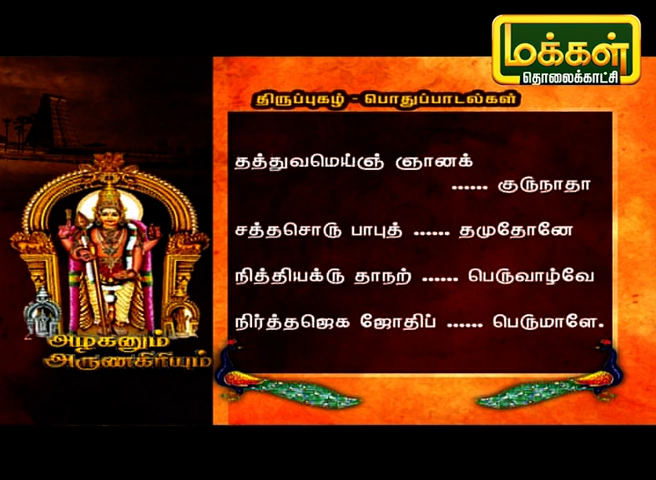 மக்கள்
தொலைக்காட்சி
திருப்புகழ் - பொதுப்பாடல்கள்
தத்துவமெய்ஞ் ஞானக்
...... குருநாதா
சத்தசொரு பாபுத் ...... தமுதோனே
நித்தியக்ரு தாநற் ...... பெருவாழ்வே
நிர்த்தஜெக ஜோதிப் ...... பெருமாளே.
அழகனும்
அருணகிரியும்